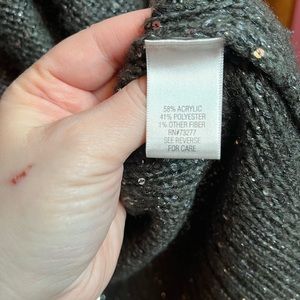 58% ACRYLIC
41% POLYESTER
1% OTHER FIBER
RN#73277
SEE REVERSE
FOR CARE